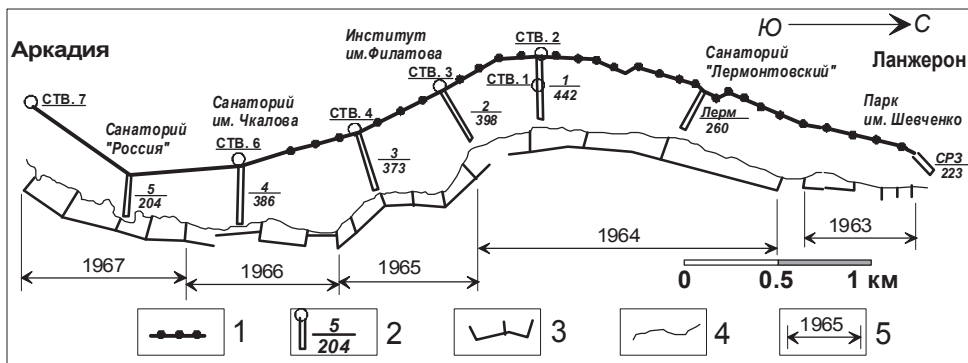 Ю С
Аркадия
Институт
им.Филатова
СТВ. 2
Санаторий
"Лермонтовский"
Ланжерон
СТВ. 7
Санаторий
"Россия"
Санаторий
им. Чкалова
СТВ. 6
СТВ. 4
СТВ. 3
СТВ. 1
1
442
2
398
3
373
4
386
5
204
Лерм
260
Парк
им. Шевченко
СРЗ
223
1967
1966
1965
1964
1963
0 0.5 1 км
1
5
204
2
3
4
1965
5